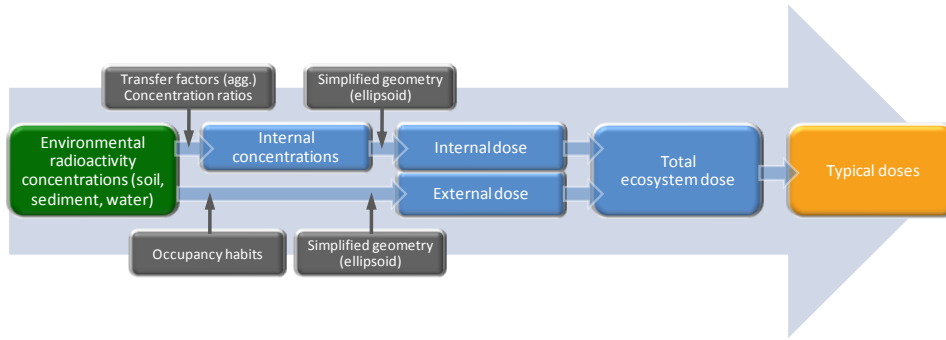 Transfer factors (agg.)
Concentration ratios
Simplified geometry
(ellipsoid)
Environmental
radioactivity
concentrations (soil,
sediment, water)
Internal
concentrations
Internal dose
External dose
Total
ecosystem dose
Typical doses
Occupancy habits
Simplified geometry
(ellipsoid)